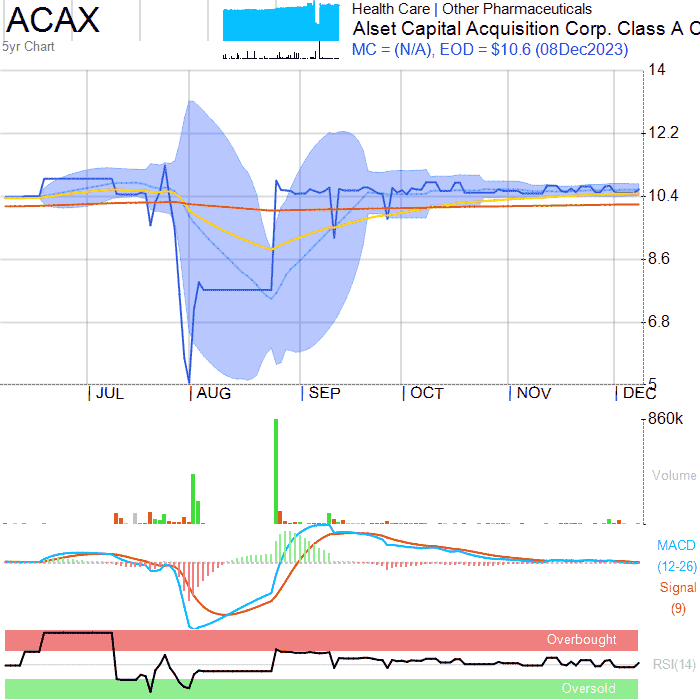 ACAX
5yr Chart
Health Care | Other Pharmaceuticals
Alset Capital Acquisition Corp. Class A C
MC = (N/A), EOD = $10.6 (08Dec2023)
14
12.2
10.4
8.6
6.8
5
JUL
AUG
SEP
OCT
NOV
DEC
860k
Volume
MACD
(12-26)
Signal
(9)
Overbought
RSI(14)
Oversold